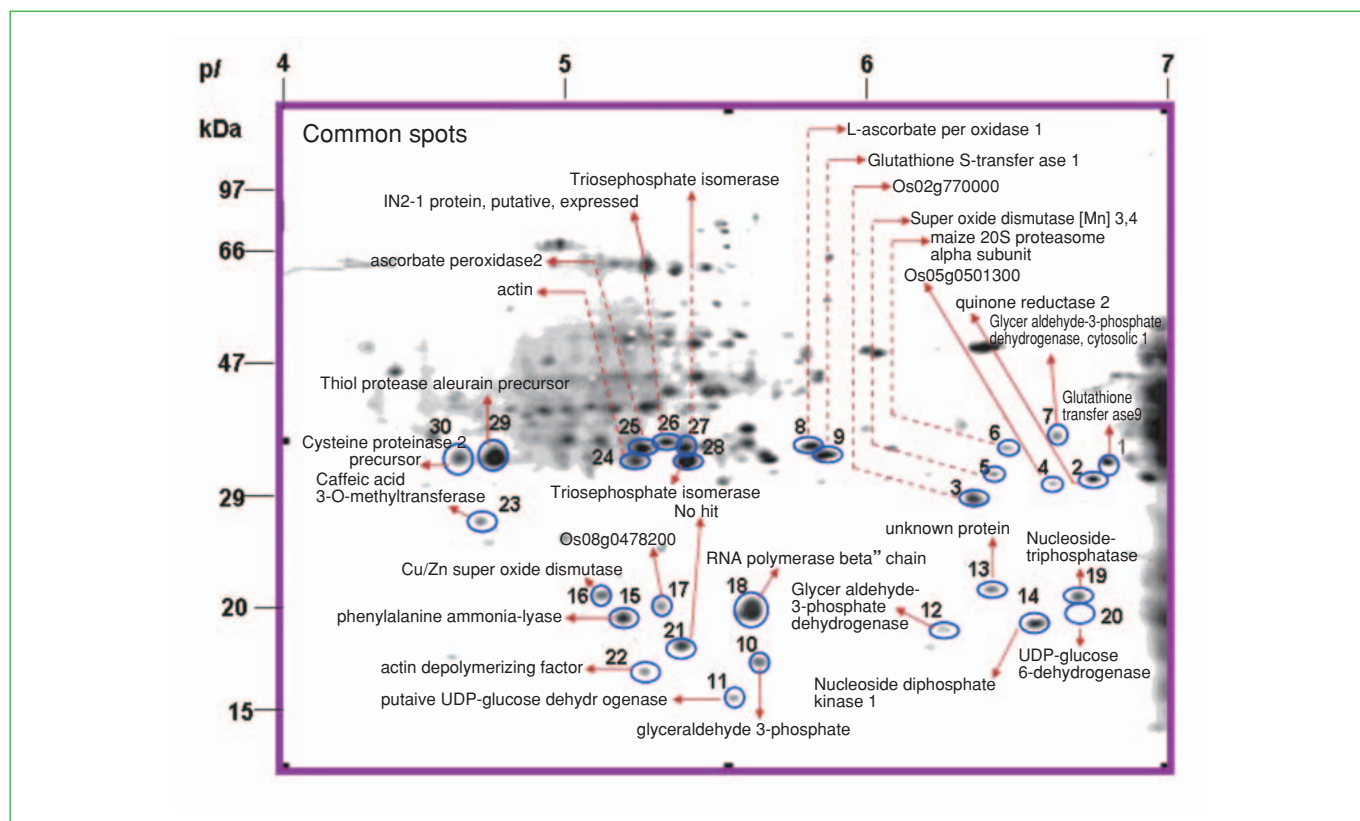 4 5 6 7
pI
kDa
Common spots
L-ascorbate per oxidase 1
Glutathione S-transfer ase 1
Triosephosphate isomerase
Os02g770000
97
IN2-1 protein, putative, expressed
Super oxide dismutase [Mn] 3,4
maize 20S proteasome
alpha subunit
66
ascorbate peroxidase2
Os05g0501300
actin
quinone reductase 2
Glycer aldehyde-3-phosphate
dehydrogenase, cytosolic 1
47
Thiol protease aleurain precursor
Glutathione
transfer ase9
30 29 25 26 27 8 9 6 7 1
Cysteine proteinase 2
precursor
24 28 5 4 2
Caffeic acid
3-O-methyltransferase
3
29
Triosephosphate isomerase
No hit
23
unknown protein
Os08g0478200
Nucleoside-
triphosphatase
RNA polymerase beta” chain
Cu/Zn super oxide dismutase
13 19
16 15 17 18
Glycer aldehyde-
3-phosphate
dehydrogenase
12 14 20
20
phenylalanine ammonia-lyase
21
10
UDP-glucose
6-dehydrogenase
actin depolymerizing factor
22
Nucleoside diphosphate
kinase 1
11
putaive UDP-glucose dehydr ogenase
15
glyceraldehyde 3-phosphate